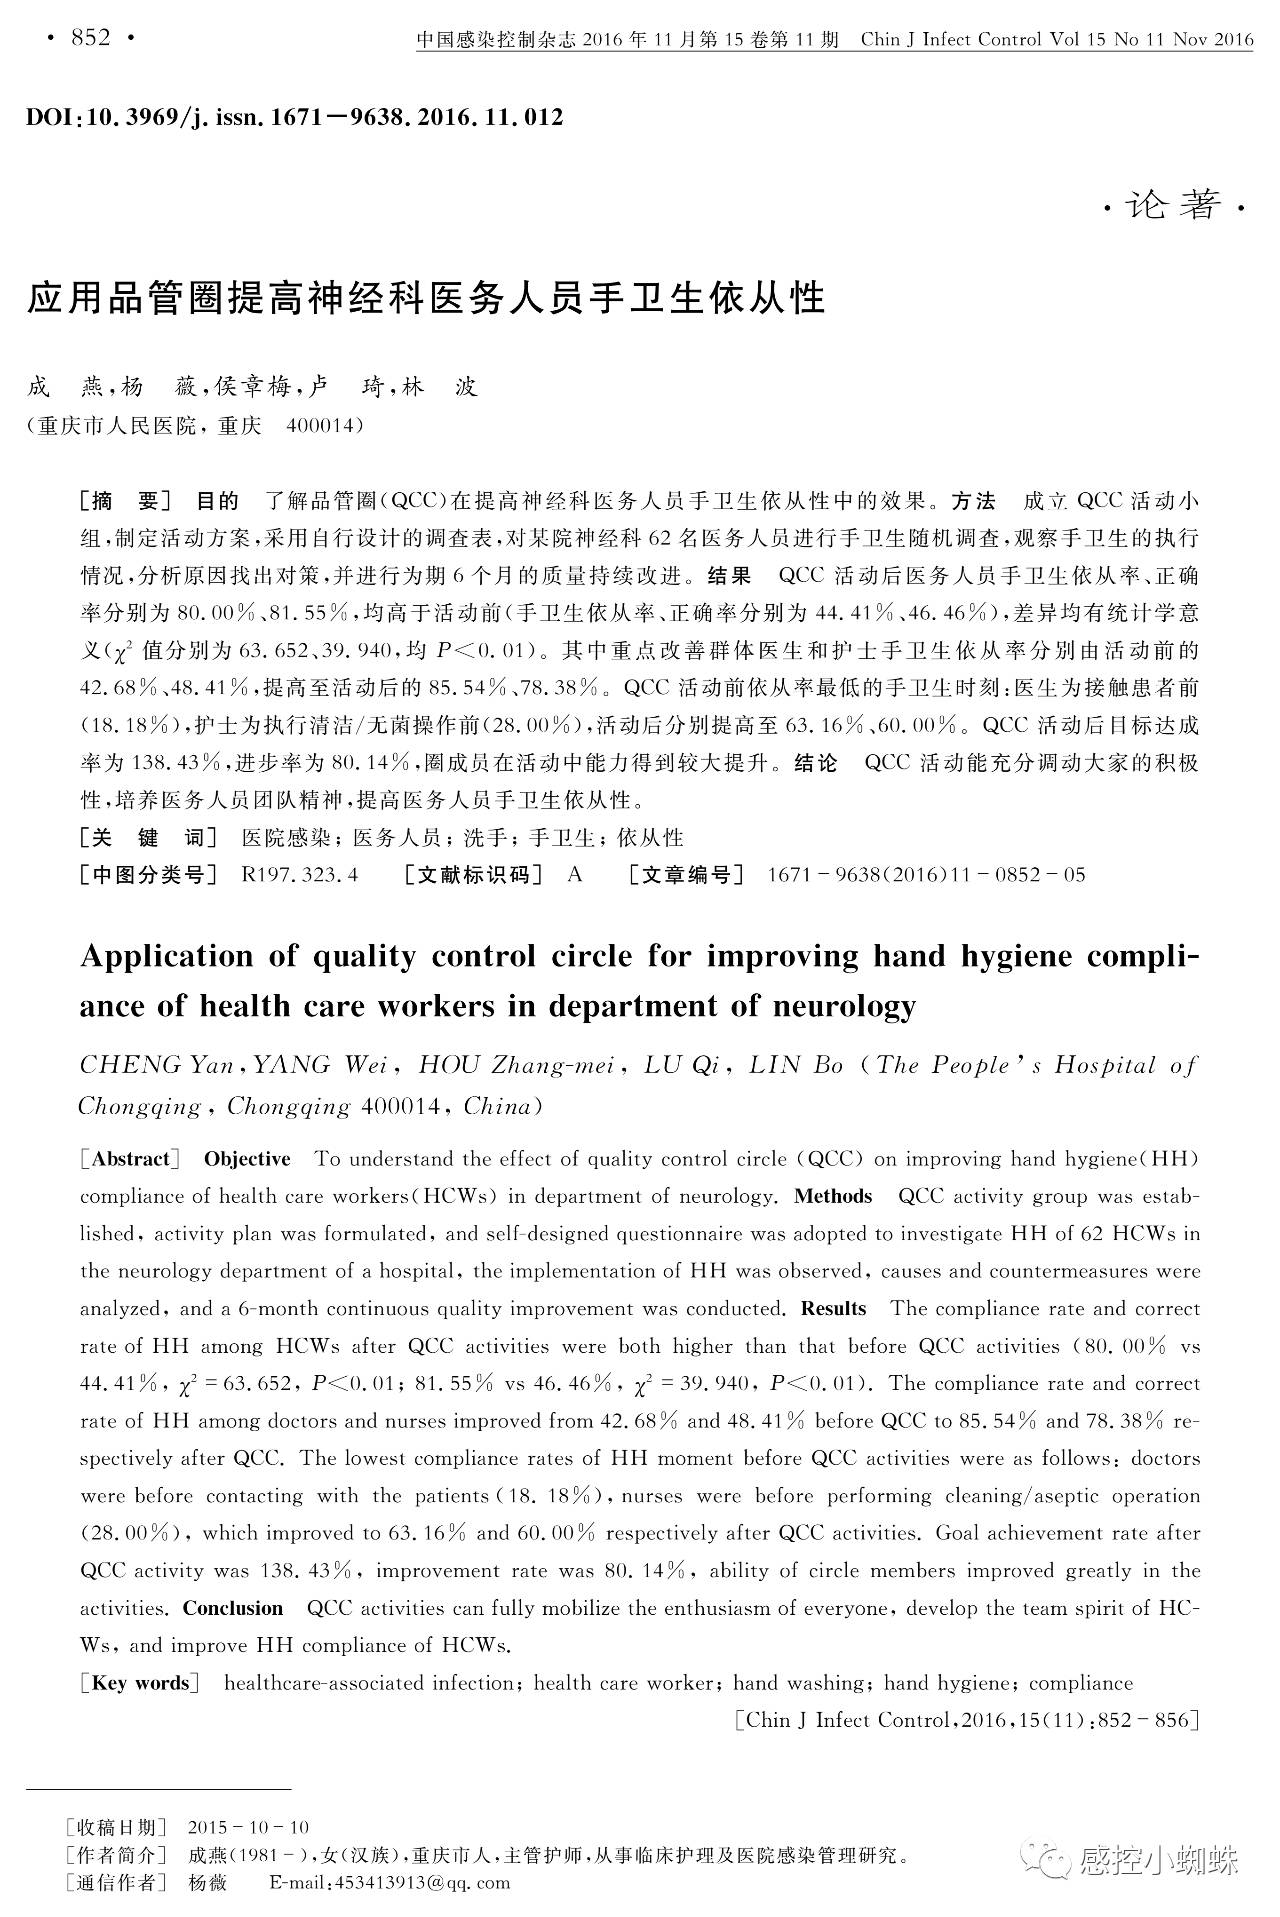 • 852 •
中国感染控制杂志 2016 年 11 月第 15 卷第 11 期 Chin J Infect Control Vol 15 No 11 Nov 2016
DOI:10.3969/j.issn.1671-9638.2016.11.012
·论著·
应用品管圈提高神经科医务人员手卫生依从性
成 燕,杨 薇,侯章梅,卢 琦,林 波
(重庆市人民医院, 重庆 400014)
[摘 要] 目的 了解品管圈(QCC)在提高神经科医务人员手卫生依从性中的效果。方法 成立 QCC 活动小
组,制定活动方案,采用自行设计的调查表,对某院神经科 62 名医务人员进行手卫生随机调查,观察手卫生的执行
情况,分析原因找出对策,并进行为期 6 个月的质量持续改进。结果 QCC 活动后医务人员手卫生依从率、正确
率分别为 80.00%、81.55%,均高于活动前(手卫生依从率、正确率分别为 44.41%、46.46%),差异均有统计学意
义(χ² 值分别为 63.652、39.940,均 P<0.01)。其中重点改善群体医生和护士手卫生依从率分别由活动前的
42.68%、48.41%,提高至活动后的 85.54%、78.38%。QCC 活动前依从率最低的手卫生时刻:医生为接触患者前
(18.18%),护士为执行清洁/无菌操作前(28.00%),活动后分别提高至 63.16%、60.00%。QCC 活动后目标达成
率为 138.43%,进步率为 80.14%,圈成员在活动中能力得到较大提升。结论 QCC 活动能充分调动大家的积极
性,培养医务人员团队精神,提高医务人员手卫生依从性。
[关 键 词] 医院感染; 医务人员; 洗手; 手卫生; 依从性
[中图分类号] R197.323.4 [文献标识码] A [文章编号] 1671-9638(2016)11-0852-05
Application of quality control circle for improving hand hygiene compli-
ance of health care workers in department of neurology
CHENG Yan, YANG Wei, HOU Zhang-mei, LU Qi, LIN Bo (The People's Hospital of
Chongqing, Chongqing 400014, China)
[Abstract] Objective To understand the effect of quality control circle (QCC) on improving hand hygiene(HH)
compliance of health care workers(HCWs) in department of neurology. Methods QCC activity group was estab-
lished, activity plan was formulated, and self-designed questionnaire was adopted to investigate HH of 62 HCWs in
the neurology department of a hospital, the implementation of HH was observed, causes and countermeasures were
analyzed, and a 6-month continuous quality improvement was conducted. Results The compliance rate and correct
rate of HH among HCWs after QCC activities were both higher than that before QCC activities (80.00% vs
44.41%, χ² = 63.652, P<0.01; 81.55% vs 46.46%, χ² = 39.940, P<0.01). The compliance rate and correct
rate of HH among doctors and nurses improved from 42.68% and 48.41% before QCC to 85.54% and 78.38% re-
spectively after QCC. The lowest compliance rates of HH moment before QCC activities were as follows: doctors
were before contacting with the patients (18.18%), nurses were before performing cleaning/aseptic operation
(28.00%), which improved to 63.16% and 60.00% respectively after QCC activities. Goal achievement rate after
QCC activity was 138.43%, improvement rate was 80.14%, ability of circle members improved greatly in the
activities. Conclusion QCC activities can fully mobilize the enthusiasm of everyone, develop the team spirit of HC-
Ws, and improve HH compliance of HCWs.
[Key words] healthcare-associated infection; health care worker; hand washing; hand hygiene; compliance
[Chin J Infect Control,2016,15(11):852-856]
[收稿日期] 2015-10-10
[作者简介] 成燕(1981-),女(汉族),重庆市人,主管护师,从事临床护理及医院感染管理研究。
[通信作者] 杨薇 E-mail:453413913@qq.com
感控小蜘蛛